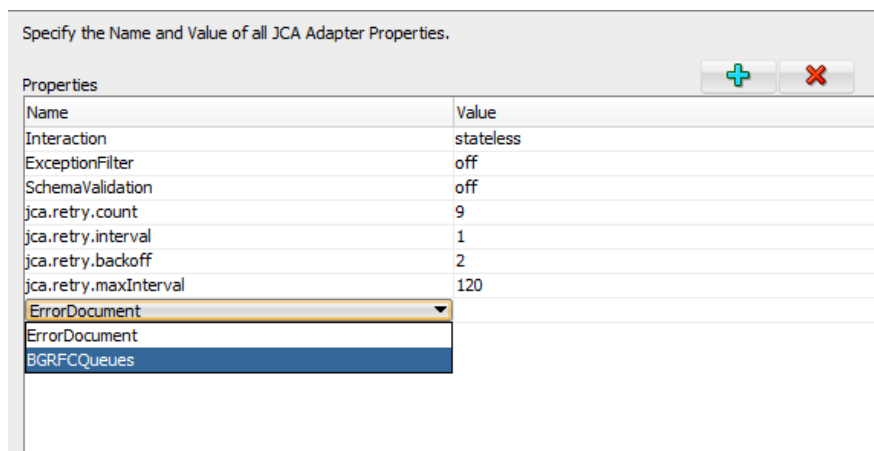 Specify the Name and Value of all JCA Adapter Properties.
Properties
Name Value
Interaction stateless
ExceptionFilter off
SchemaValidation off
jca.retry.count 9
jca.retry.interval 1
jca.retry.backoff 2
jca.retry.maxInterval 120
ErrorDocument
ErrorDocument
BGRFCQueues